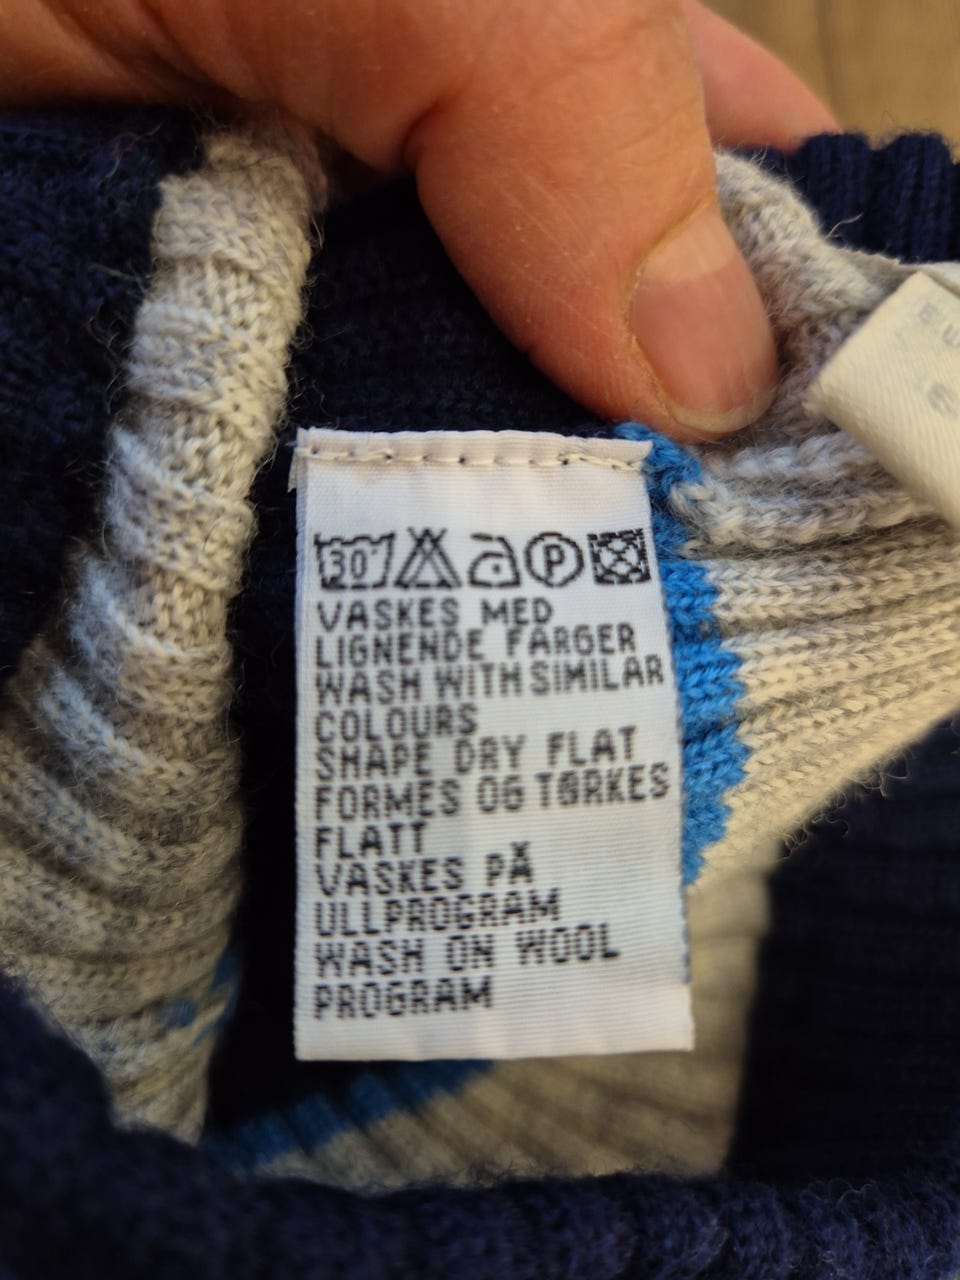 30°
P
VASKES MED
LIGNENDE FARGER
WASH WITH SIMILAR
COLOURS
SHAPE DRY FLAT
FORMES OG TØRKES
FLATT
VASKES PÅ
ULLPROGRAM
WASH ON WOOL
PROGRAM